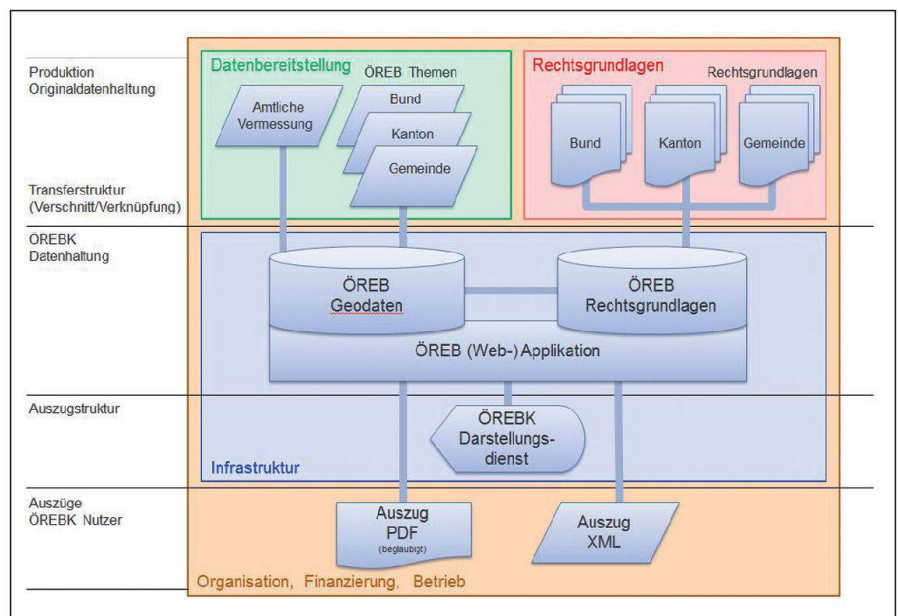 Produktion
Originaldatenhaltung
Transferstruktur
(Verschnitt/Verknüpfung)
ÖREBK
Datenhaltung
Auszugstruktur
Auszüge
ÖREBK Nutzer
Datenbereitstellung
ÖREB Themen
Amtliche
Vermessung
Bund
Kanton
Gemeinde
Rechtsgrundlagen
Rechtsgrundlagen
Bund
Kanton
Gemeinde
ÖREB
Geodaten
ÖREB
Rechtsgrundlagen
ÖREB (Web-) Applikation
ÖREBK
Darstellungs-
dienst
Infrastruktur
Auszug
PDF
(beglaubigt)
Auszug
XML
Organisation, Finanzierung, Betrieb